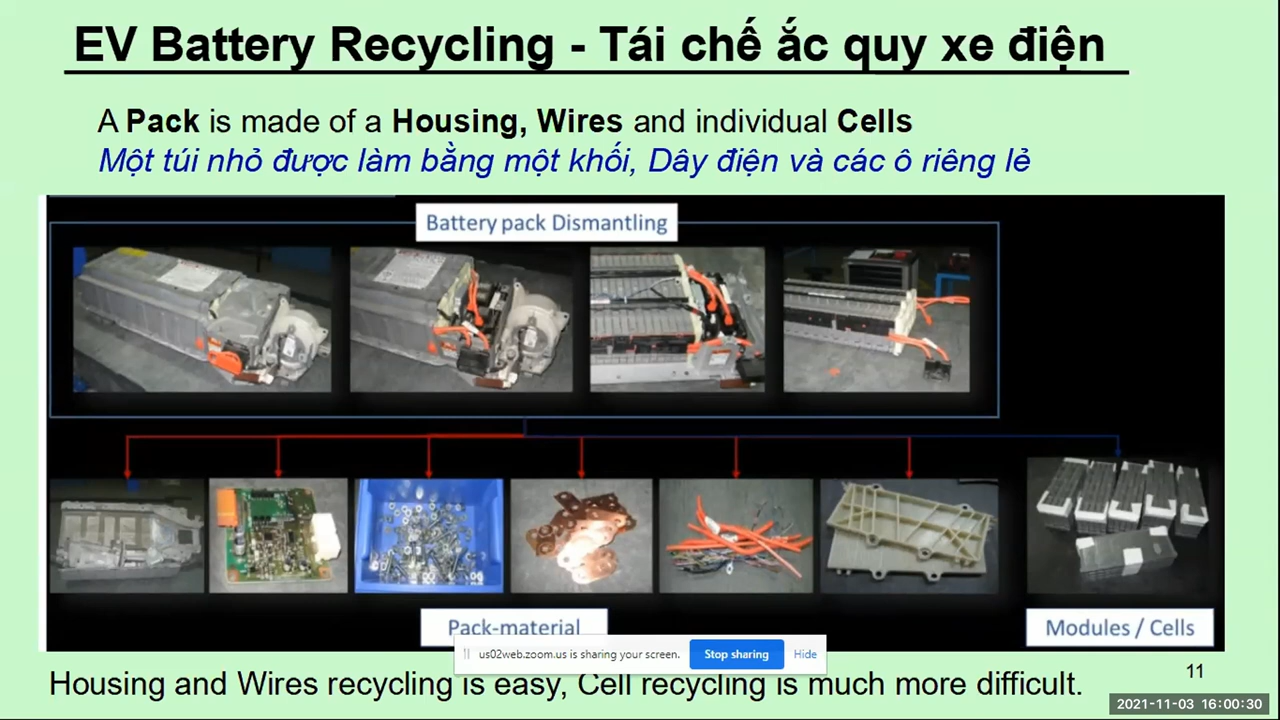 EV Battery Recycling - Tái chế ắc quy xe điện
A Pack is made of a Housing, Wires and individual Cells
Một túi nhỏ được làm bằng một khối, Dây điện và các ô riêng lẻ
Battery pack Dismantling
Pack-material
Modules / Cells
us02web.zoom.us is sharing your screen.
Stop sharing
Hide
Housing and Wires recycling is easy, Cell recycling is much more difficult.
11
2021-11-03 16:00:30